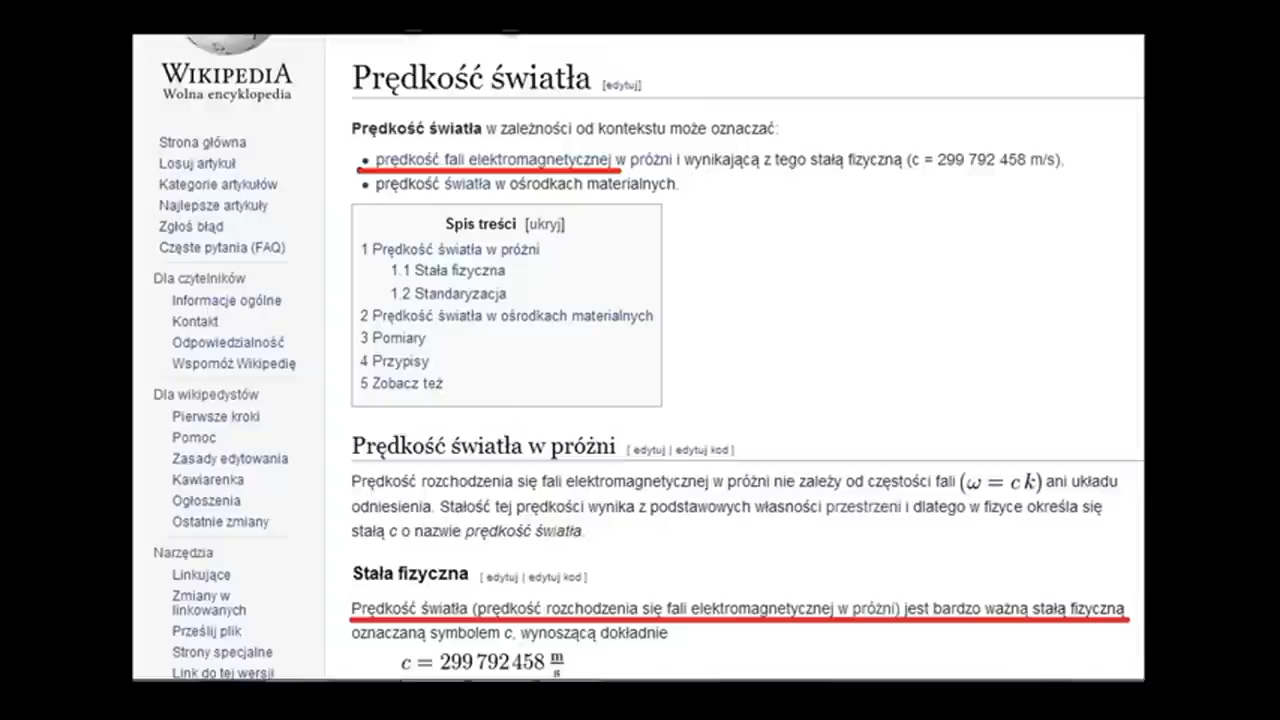 WIKIPEDIA
Wolna encyklopedia
Strona główna
Losuj artykuł
Kategorie artykułów
Najlepsze artykuły
Zgłoś błąd
Częste pytania (FAQ)
Dla czytelników
Informacje ogólne
Kontakt
Odpowiedzialność
Wspomóż Wikipedię
Dla wikipedystów
Pierwsze kroki
Pomoc
Zasady edytowania
Kawiarenka
Ogłoszenia
Ostatnie zmiany
Narzędzia
Linkujące
Zmiany w
linkowanych
Prześlij plik
Strony specjalne
Link do tej wersji
Prędkość światła [edytuj]
Prędkość światła w zależności od kontekstu może oznaczać:
• prędkość fali elektromagnetycznej w próżni i wynikającą z tego stałą fizyczną (c = 299 792 458 m/s),
• prędkość światła w ośrodkach materialnych.
Spis treści [ukryj]
1 Prędkość światła w próżni
1.1 Stała fizyczna
1.2 Standaryzacja
2 Prędkość światła w ośrodkach materialnych
3 Pomiary
4 Przypisy
5 Zobacz też
Prędkość światła w próżni [ edytuj | edytuj kod ]
Prędkość rozchodzenia się fali elektromagnetycznej w próżni nie zależy od częstości fali (ω = c k) ani układu
odniesienia. Stałość tej prędkości wynika z podstawowych własności przestrzeni i dlatego w fizyce określa się
stałą c o nazwie prędkość światła.
Stała fizyczna [ edytuj | edytuj kod ]
Prędkość światła (prędkość rozchodzenia się fali elektromagnetycznej w próżni) jest bardzo ważną stałą fizyczną
oznaczaną symbolem c, wynoszącą dokładnie
c = 299 792 458 m/s